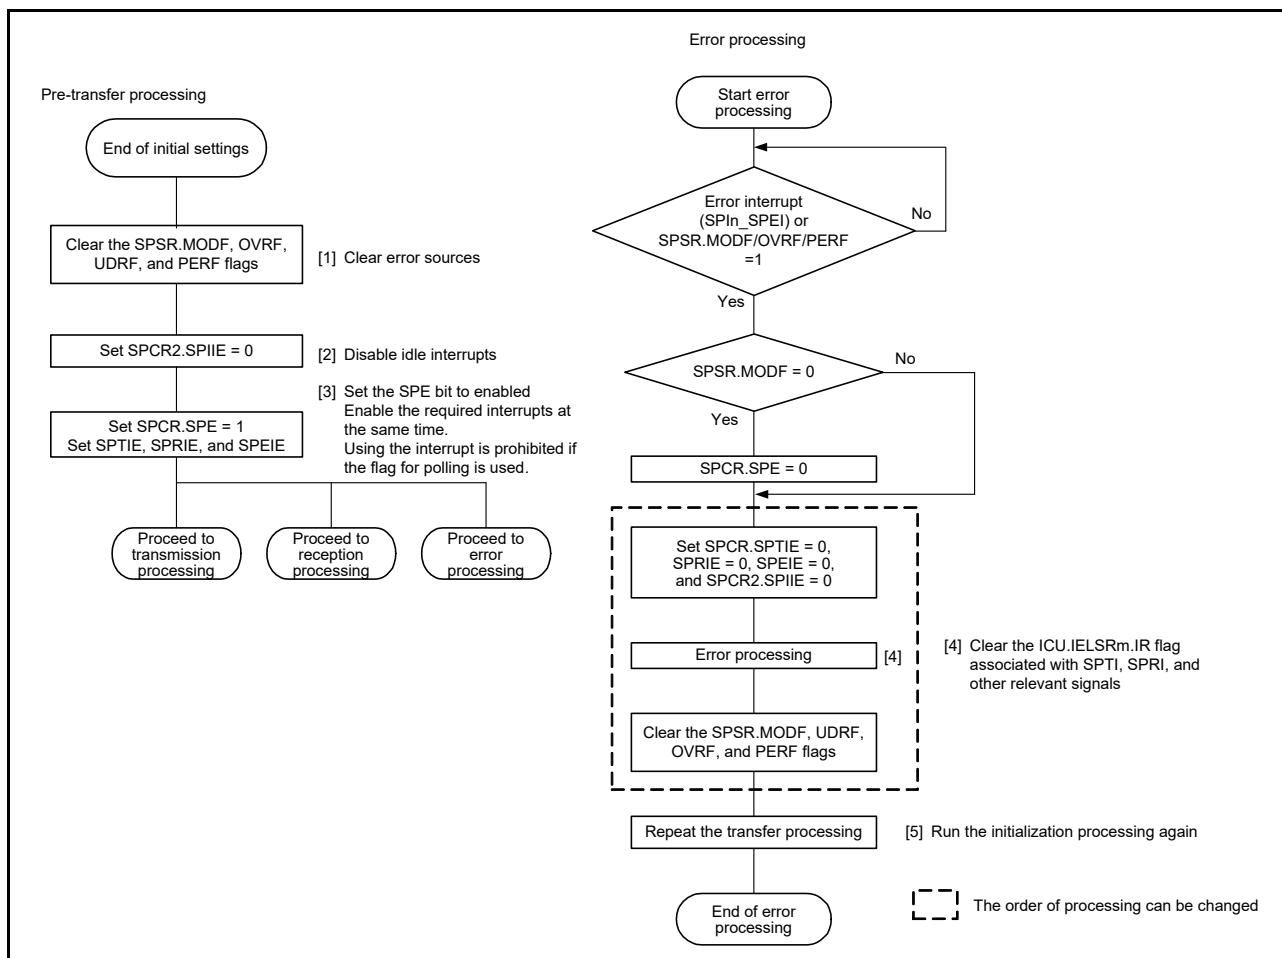 Pre-transfer processing
End of initial settings
Clear the SPSR.MODF, OVRF,
UDRF, and PERF flags
[1] Clear error sources
Set SPCR2.SPIIE = 0
[2] Disable idle interrupts
Set SPCR.SPE = 1
Set SPTIE, SPRIE, and SPEIE
[3] Set the SPE bit to enabled
Enable the required interrupts at
the same time.
Using the interrupt is prohibited if
the flag for polling is used.
Proceed to
transmission
processing
Proceed to
reception
processing
Proceed to
error
processing
Error processing
Start error
processing
Error interrupt
(SPIn_SPEI) or
SPSR.MODF/OVRF/PERF
=1
No
Yes
SPSR.MODF = 0
No
Yes
SPCR.SPE = 0
Set SPCR.SPTIE = 0,
SPRIE = 0, SPEIE = 0,
and SPCR2.SPIIE = 0
Error processing
[4]
[4] Clear the ICU.IELSRm.IR flag
associated with SPTI, SPRI, and
other relevant signals
Clear the SPSR.MODF, UDRF,
OVRF, and PERF flags
Repeat the transfer processing
[5] Run the initialization processing again
End of error
processing
The order of processing can be changed